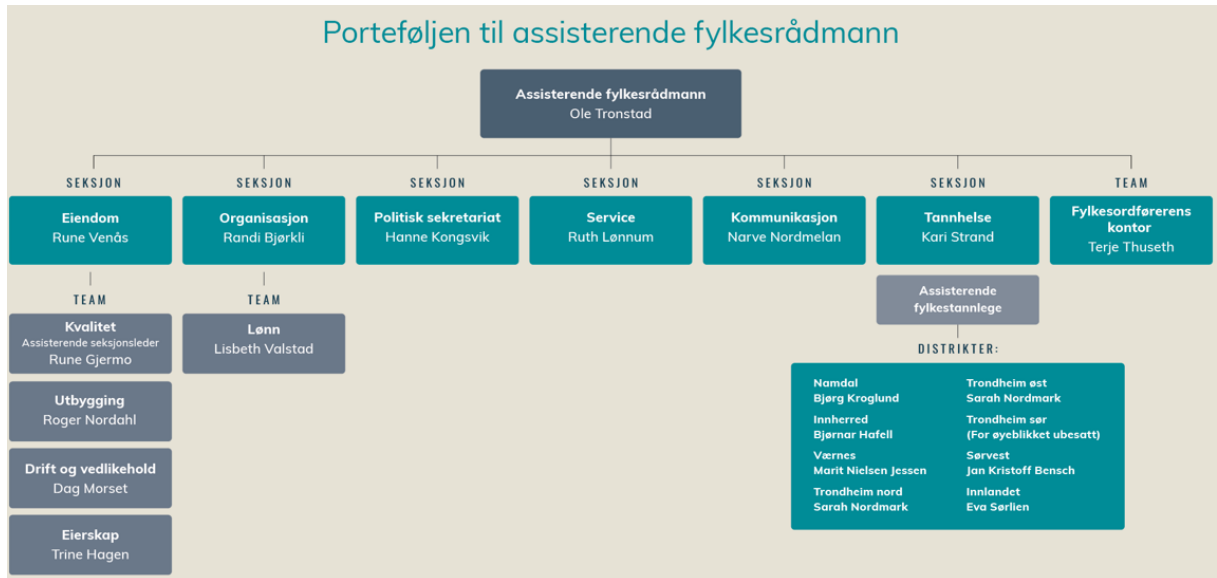 Porteføljen til assisterende fylkesrådmann
Assisterende fylkesrådmann
Ole Tronstad
SEKSJON
Eiendom
Rune Venås
TEAM
Kvalitet
Assisterende seksjonsleder
Rune Gjermo
Utbygging
Roger Nordahl
Drift og vedlikehold
Dag Morset
Eierskap
Trine Hagen
SEKSJON
Organisasjon
Randi Bjørkli
TEAM
Lønn
Lisbeth Valstad
SEKSJON
Politisk sekretariat
Hanne Kongsvik
SEKSJON
Service
Ruth Lønnum
SEKSJON
Kommunikasjon
Narve Nordmelan
SEKSJON
Tannhelse
Kari Strand
Assisterende
fylkestannlege
DISTRIKTER:
Namdal
Bjørg Kroglund
Innherred
Bjørnar Hafell
Værnes
Marit Nielsen Jessen
Trondheim nord
Sarah Nordmark
Trondheim øst
Sarah Nordmark
Trondheim sør
(For øyeblikket ubesatt)
Sørvest
Jan Kristoff Bensch
Innlandet
Eva Sørlien
TEAM
Fylkesordførerens
kontor
Terje Thuseth